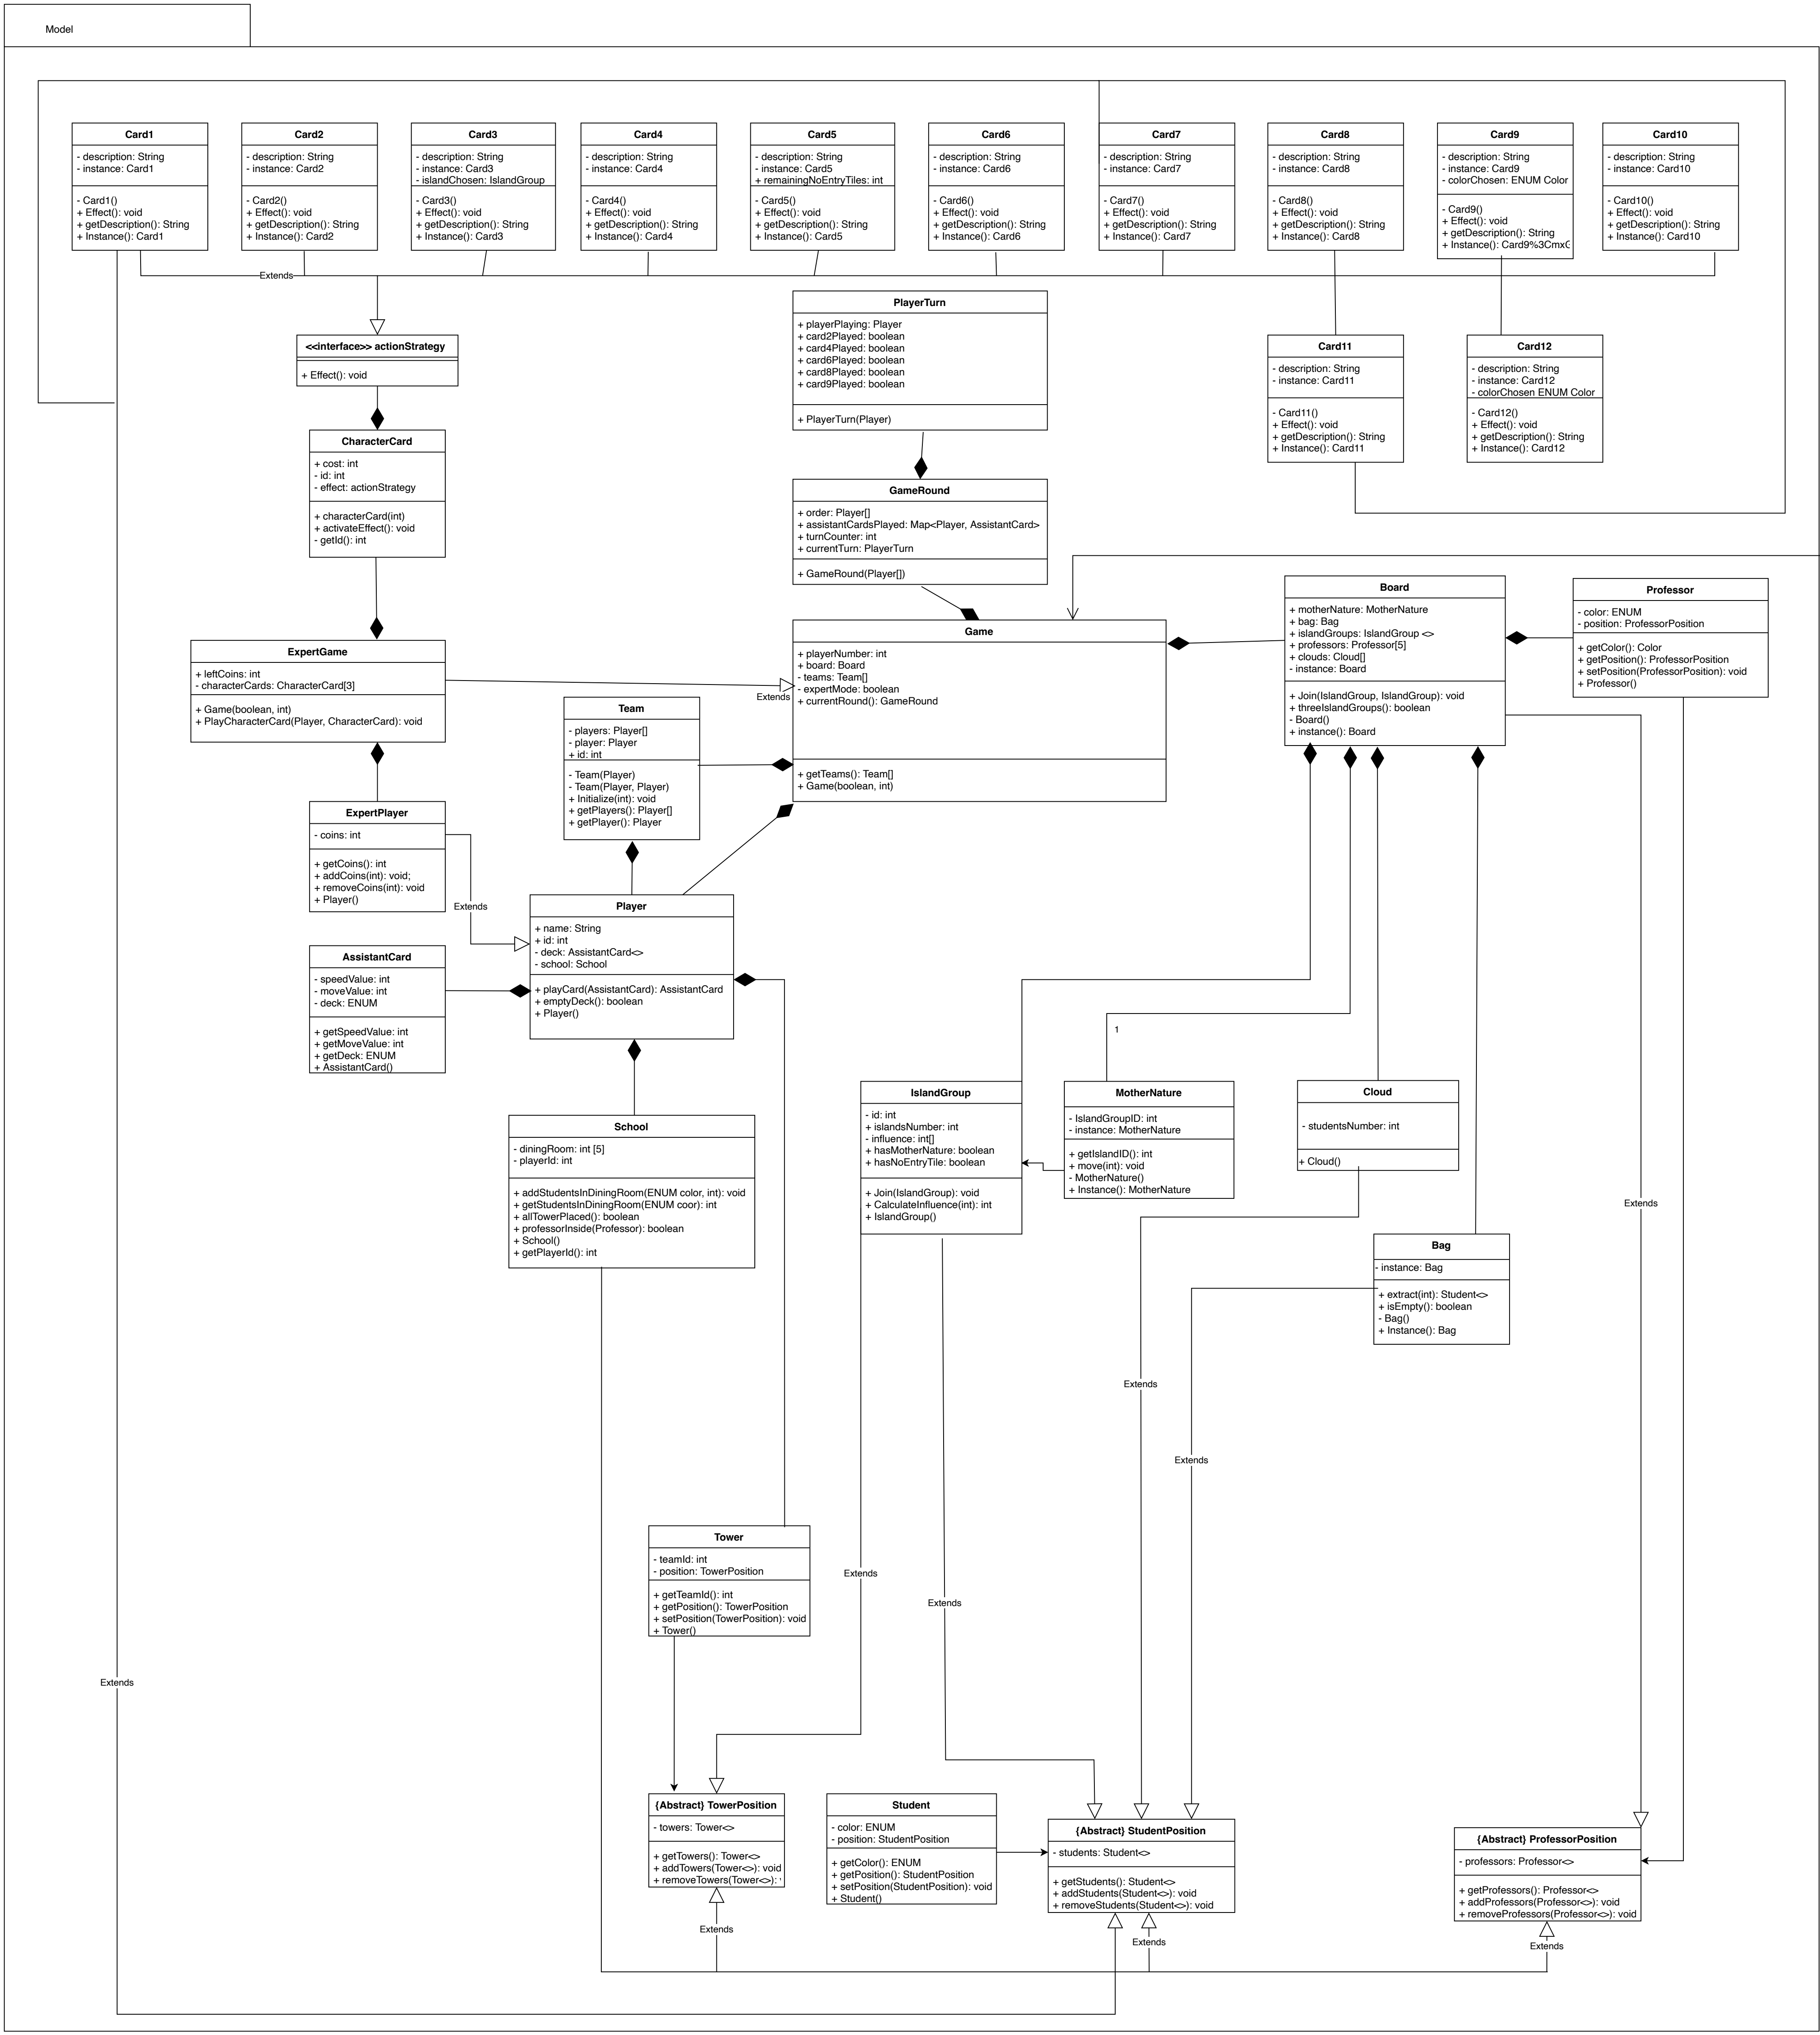 Model
Card1
- description: String
- instance: Card1
- Card1()
+ Effect(): void
+ getDescription(): String
+ Instance(): Card1
Card2
- description: String
- instance: Card2
- Card2()
+ Effect(): void
+ getDescription(): String
+ Instance(): Card2
Card3
- description: String
- instance: Card3
- islandChosen: IslandGroup
- Card3()
+ Effect(): void
+ getDescription(): String
+ Instance(): Card3
Card4
- description: String
- instance: Card4
- Card4()
+ Effect(): void
+ getDescription(): String
+ Instance(): Card4
Card5
- description: String
- instance: Card5
+ remainingNoEntryTiles: int
- Card5()
+ Effect(): void
+ getDescription(): String
+ Instance(): Card5
Card6
- description: String
- instance: Card6
- Card6()
+ Effect(): void
+ getDescription(): String
+ Instance(): Card6
Card7
- description: String
- instance: Card7
- Card7()
+ Effect(): void
+ getDescription(): String
+ Instance(): Card7
Card8
- description: String
- instance: Card8
- Card8()
+ Effect(): void
+ getDescription(): String
+ Instance(): Card8
Card9
- description: String
- instance: Card9
- colorChosen: ENUM Color
- Card9()
+ Effect(): void
+ getDescription(): String
+ Instance(): Card9%3Cmx
Card10
- description: String
- instance: Card10
- Card10()
+ Effect(): void
+ getDescription(): String
+ Instance(): Card10
Extends
<<interface>> actionStrategy
+ Effect(): void
PlayerTurn
+ playerPlaying: Player
+ card2Played: boolean
+ card4Played: boolean
+ card6Played: boolean
+ card8Played: boolean
+ card9Played: boolean
+ PlayerTurn(Player)
Card11
- description: String
- instance: Card11
- Card11()
+ Effect(): void
+ getDescription(): String
+ Instance(): Card11
Card12
- description: String
- instance: Card12
- colorChosen ENUM Color
- Card12()
+ Effect(): void
+ getDescription(): String
+ Instance(): Card12
CharacterCard
+ cost: int
- id: int
- effect: actionStrategy
+ characterCard(int)
+ activateEffect(): void
- getId(): int
GameRound
+ order: Player[]
+ assistantCardsPlayed: Map<Player, AssistantCard>
+ turnCounter: int
+ currentTurn: PlayerTurn
+ GameRound(Player[])
Board
+ motherNature: MotherNature
+ bag: Bag
+ islandGroups: IslandGroup <>
+ professors: Professor[5]
+ clouds: Cloud[]
- instance: Board
+ Join(IslandGroup, IslandGroup): void
+ threeIslandGroups(): boolean
- Board()
+ instance(): Board
Professor
- color: ENUM
- position: ProfessorPosition
+ getColor(): Color
+ getPosition(): ProfessorPosition
+ setPosition(ProfessorPosition): void
+ Professor()
ExpertGame
+ leftCoins: int
- characterCards: CharacterCard[3]
+ Game(boolean, int)
+ PlayCharacterCard(Player, CharacterCard): void
Extends
Game
+ playerNumber: int
+ board: Board
- teams: Team[]
- expertMode: boolean
+ currentRound(): GameRound
+ getTeams(): Team[]
+ Game(boolean, int)
Team
- players: Player[]
- player: Player
+ id: int
- Team(Player)
- Team(Player, Player)
+ Initialize(int): void
+ getPlayers(): Player[]
+ getPlayer(): Player
ExpertPlayer
- coins: int
+ getCoins(): int
+ addCoins(int): void;
+ removeCoins(int): void
+ Player()
Extends
Player
+ name: String
+ id: int
- deck: AssistantCard<>
- school: School
+ playCard(AssistantCard): AssistantCard
+ emptyDeck(): boolean
+ Player()
AssistantCard
- speedValue: int
- moveValue: int
- deck: ENUM
+ getSpeedValue: int
+ getMoveValue: int
+ getDeck: ENUM
+ AssistantCard()
1
School
- diningRoom: int [5]
- playerId: int
+ addStudentsInDiningRoom(ENUM color, int): void
+ getStudentsInDiningRoom(ENUM coor): int
+ allTowerPlaced(): boolean
+ professorInside(Professor): boolean
+ School()
+ getPlayerId(): int
IslandGroup
- id: int
+ islandsNumber: int
- influence: int[]
+ hasMotherNature: boolean
+ hasNoEntryTile: boolean
+ Join(IslandGroup): void
+ CalculateInfluence(int): int
+ IslandGroup()
MotherNature
- IslandGroupID: int
- instance: MotherNature
+ getIslandID(): int
+ move(int): void
- MotherNature()
+ Instance(): MotherNature
Cloud
- studentsNumber: int
+ Cloud()
Extends
Bag
- instance: Bag
+ extract(int): Student<>
+ isEmpty(): boolean
- Bag()
+ Instance(): Bag
Extends
Extends
Tower
- teamId: int
- position: TowerPosition
+ getTeamId(): int
+ getPosition(): TowerPosition
+ setPosition(TowerPosition): void
+ Tower()
Extends
Extends
Extends
{Abstract} TowerPosition
- towers: Tower<>
+ getTowers(): Tower<>
+ addTowers(Tower<>): void
+ removeTowers(Tower<>):
Student
- color: ENUM
- position: StudentPosition
+ getColor(): ENUM
+ getPosition(): StudentPosition
+ setPosition(StudentPosition): void
+ Student()
{Abstract} StudentPosition
- students: Student<>
+ getStudents(): Student<>
+ addStudents(Student<>): void
+ removeStudents(Student<>): void
{Abstract} ProfessorPosition
- professors: Professor<>
+ getProfessors(): Professor<>
+ addProfessors(Professor<>): void
+ removeProfessors(Professor<>): void
Extends
Extends
Extends